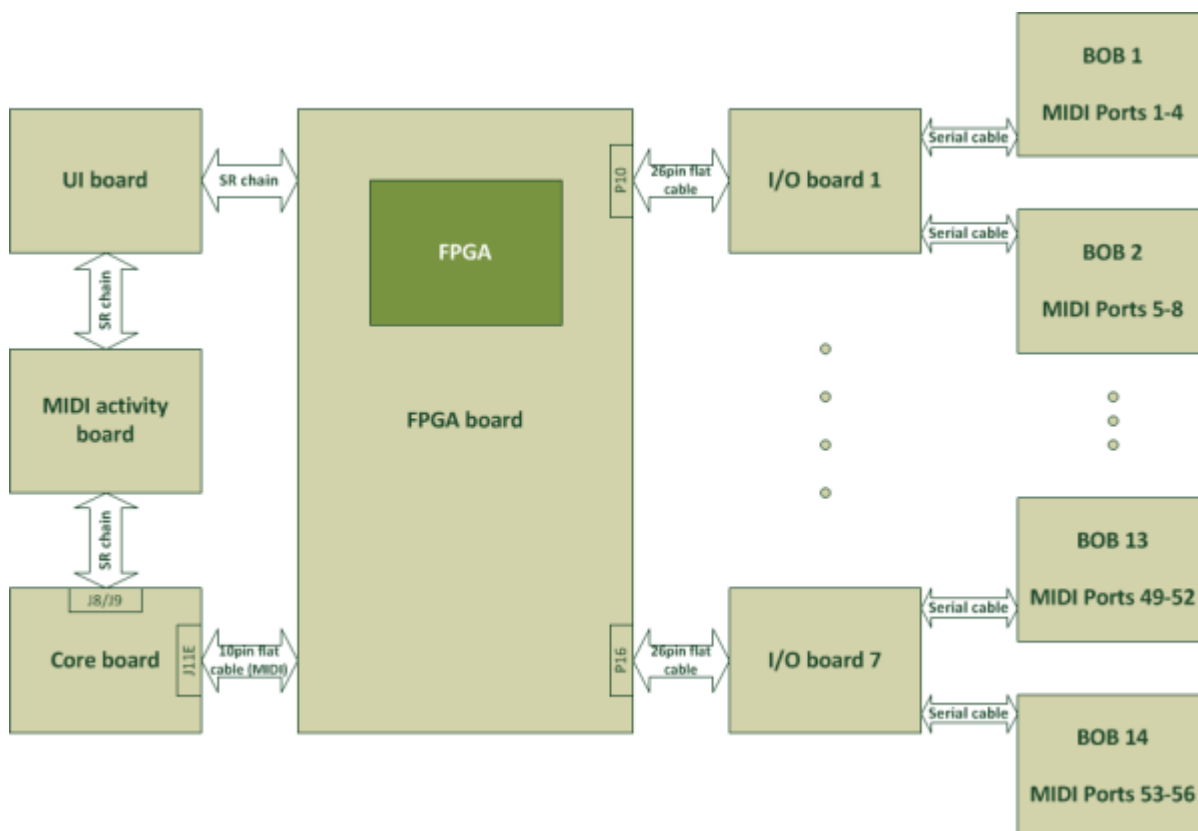 BOB 1
MIDI Ports 1-4
UI board
SR chain
P10
26pin flat
cable
I/O board 1
Serial cable
Serial cable
FPGA
BOB 2
MIDI Ports 5-8
SR chain
MIDI activity
board
FPGA board
SR chain
BOB 13
MIDI Ports 49-52
J8/J9
Core board
J11E
10pin flat
cable (MIDI)
P16
26pin flat
cable
I/O board 7
Serial cable
Serial cable
BOB 14
MIDI Ports 53-56